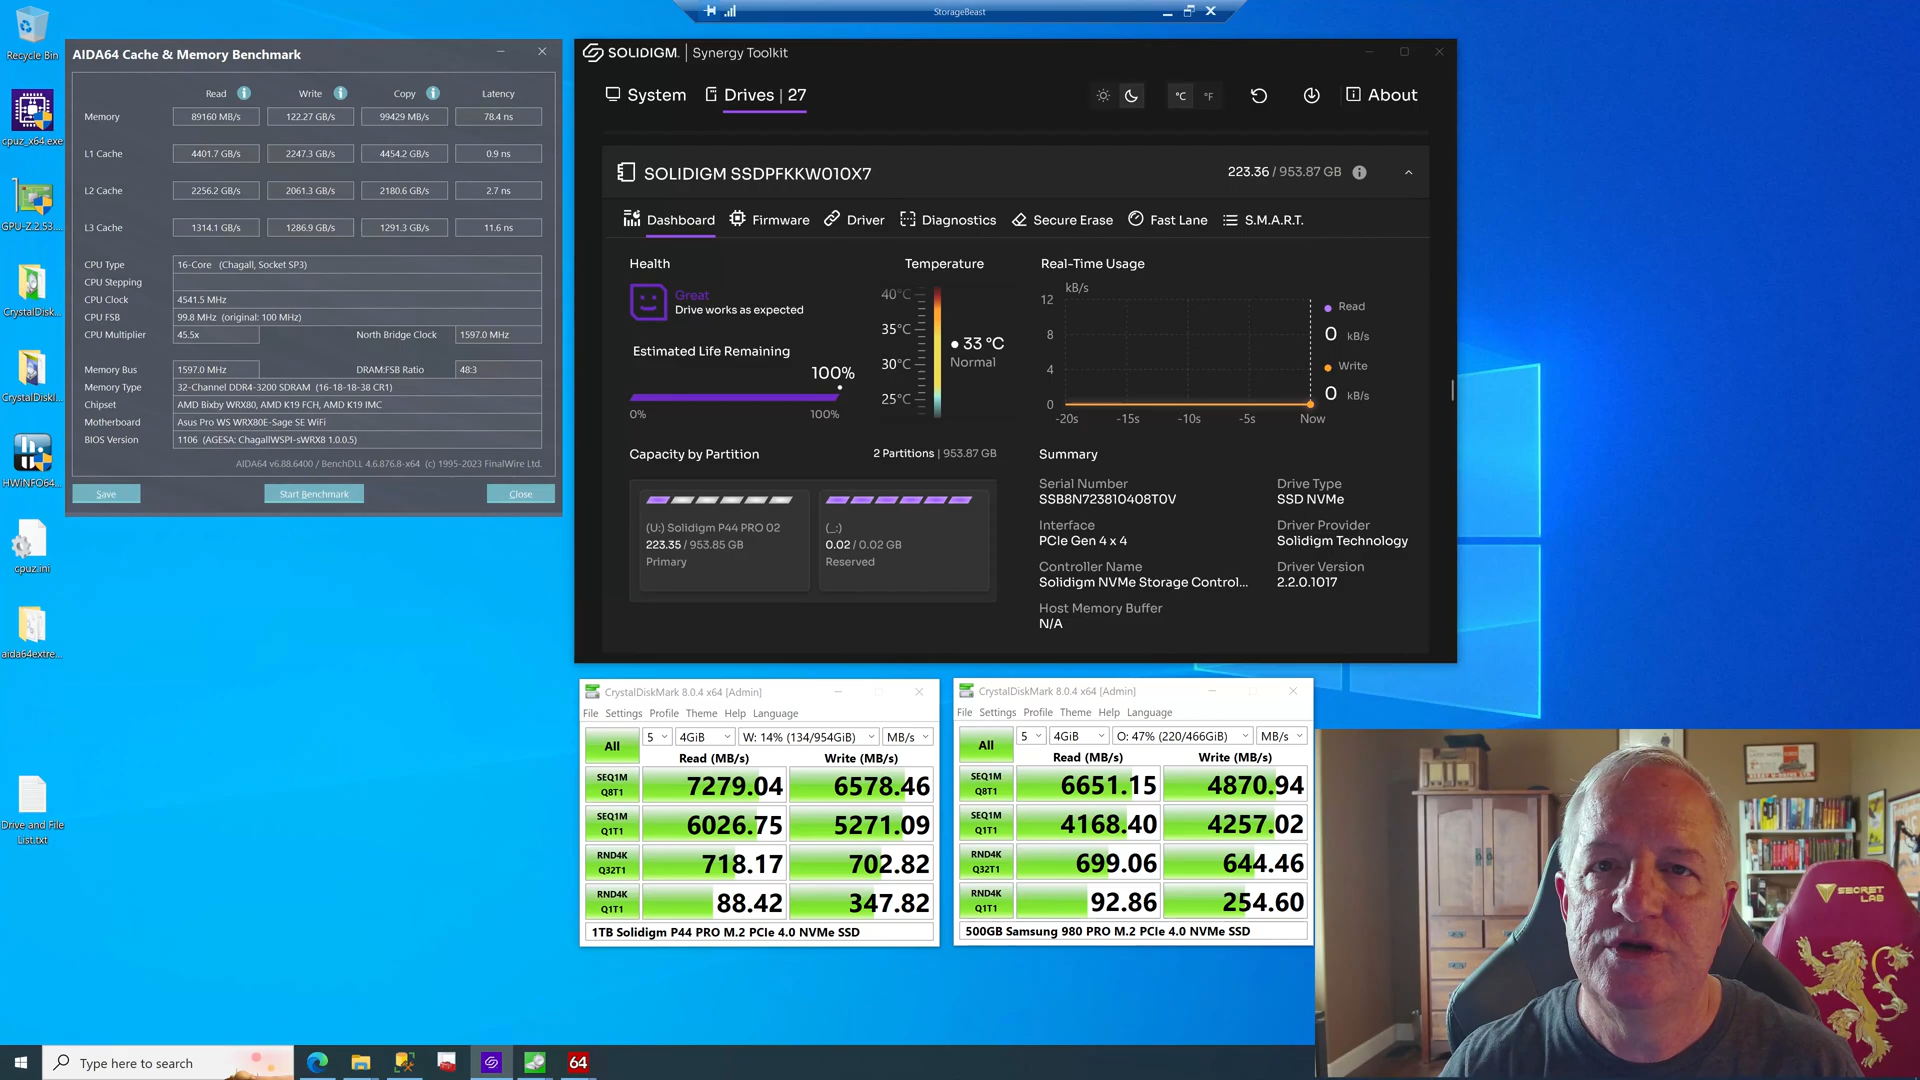 StorageBeast
Recycle Bin
cpuz_x64.exe
GPU-Z.2.53....
CrystalDisk...
CrystalDiskI...
HWiNFO64...
cpuz.ini
aida64extre...
Drive and File
List.txt
AIDA64 Cache & Memory Benchmark
Read Write Copy Latency
Memory 89160 MB/s 122.27 GB/s 99429 MB/s 78.4 ns
L1 Cache 4401.7 GB/s 2247.3 GB/s 4454.2 GB/s 0.9 ns
L2 Cache 2256.2 GB/s 2061.3 GB/s 2180.6 GB/s 2.7 ns
L3 Cache 1314.1 GB/s 1286.9 GB/s 1291.3 GB/s 11.6 ns
CPU Type 16-Core (Chagall, Socket SP3)
CPU Stepping
CPU Clock 4541.5 MHz
CPU FSB 99.8 MHz (original: 100 MHz)
CPU Multiplier 45.5x North Bridge Clock 1597.0 MHz
Memory Bus 1597.0 MHz DRAM:FSB Ratio 48:3
Memory Type 32-Channel DDR4-3200 SDRAM (16-18-18-38 CR1)
Chipset AMD Bixby WRX80, AMD K19 FCH, AMD K19 IMC
Motherboard Asus Pro WS WRX80E-Sage SE WiFi
BIOS Version 1106 (AGESA: ChagallWSPI-sWRX8 1.0.0.5)
AIDA64 v6.88.6400 / BenchDLL 4.6.876.8-x64 (c) 1995-2023 FinalWire Ltd.
Save Start Benchmark Close
SOLIDIGM. | Synergy Toolkit
System Drives | 27 °C °F About
SOLIDIGM SSDPFKKW010X7 223.36 / 953.87 GB
Dashboard Firmware Driver Diagnostics Secure Erase Fast Lane S.M.A.R.T.
Health
Great
Drive works as expected
Estimated Life Remaining
100%
0% 100%
Temperature
40°C
35°C
30°C
25°C
33 °C
Normal
Real-Time Usage
kB/s
12
8
4
0
-20s -15s -10s -5s Now
Read
0 kB/s
Write
0 kB/s
Capacity by Partition 2 Partitions | 953.87 GB
(U:) Solidigm P44 PRO 02
223.35 / 953.85 GB
Primary
(_:)
0.02 / 0.02 GB
Reserved
Summary
Serial Number
SSB8N723810408T0V
Drive Type
SSD NVMe
Interface
PCIe Gen 4 x 4
Driver Provider
Solidigm Technology
Controller Name
Solidigm NVMe Storage Control...
Driver Version
2.2.0.1017
Host Memory Buffer
N/A
CrystalDiskMark 8.0.4 x64 [Admin]
File Settings Profile Theme Help Language
All 5 4GiB W: 14% (134/954GiB) MB/s
Read (MB/s) Write (MB/s)
SEQ1M
Q8T1 7279.04 6578.46
SEQ1M
Q1T1 6026.75 5271.09
RND4K
Q32T1 718.17 702.82
RND4K
Q1T1 88.42 347.82
1TB Solidigm P44 PRO M.2 PCIe 4.0 NVMe SSD
CrystalDiskMark 8.0.4 x64 [Admin]
File Settings Profile Theme Help Language
All 5 4GiB O: 47% (220/466GiB) MB/s
Read (MB/s) Write (MB/s)
SEQ1M
Q8T1 6651.15 4870.94
SEQ1M
Q1T1 4168.40 4257.02
RND4K
Q32T1 699.06 644.46
RND4K
Q1T1 92.86 254.60
500GB Samsung 980 PRO M.2 PCIe 4.0 NVMe SSD
SECRET
LAB
Type here to search
64